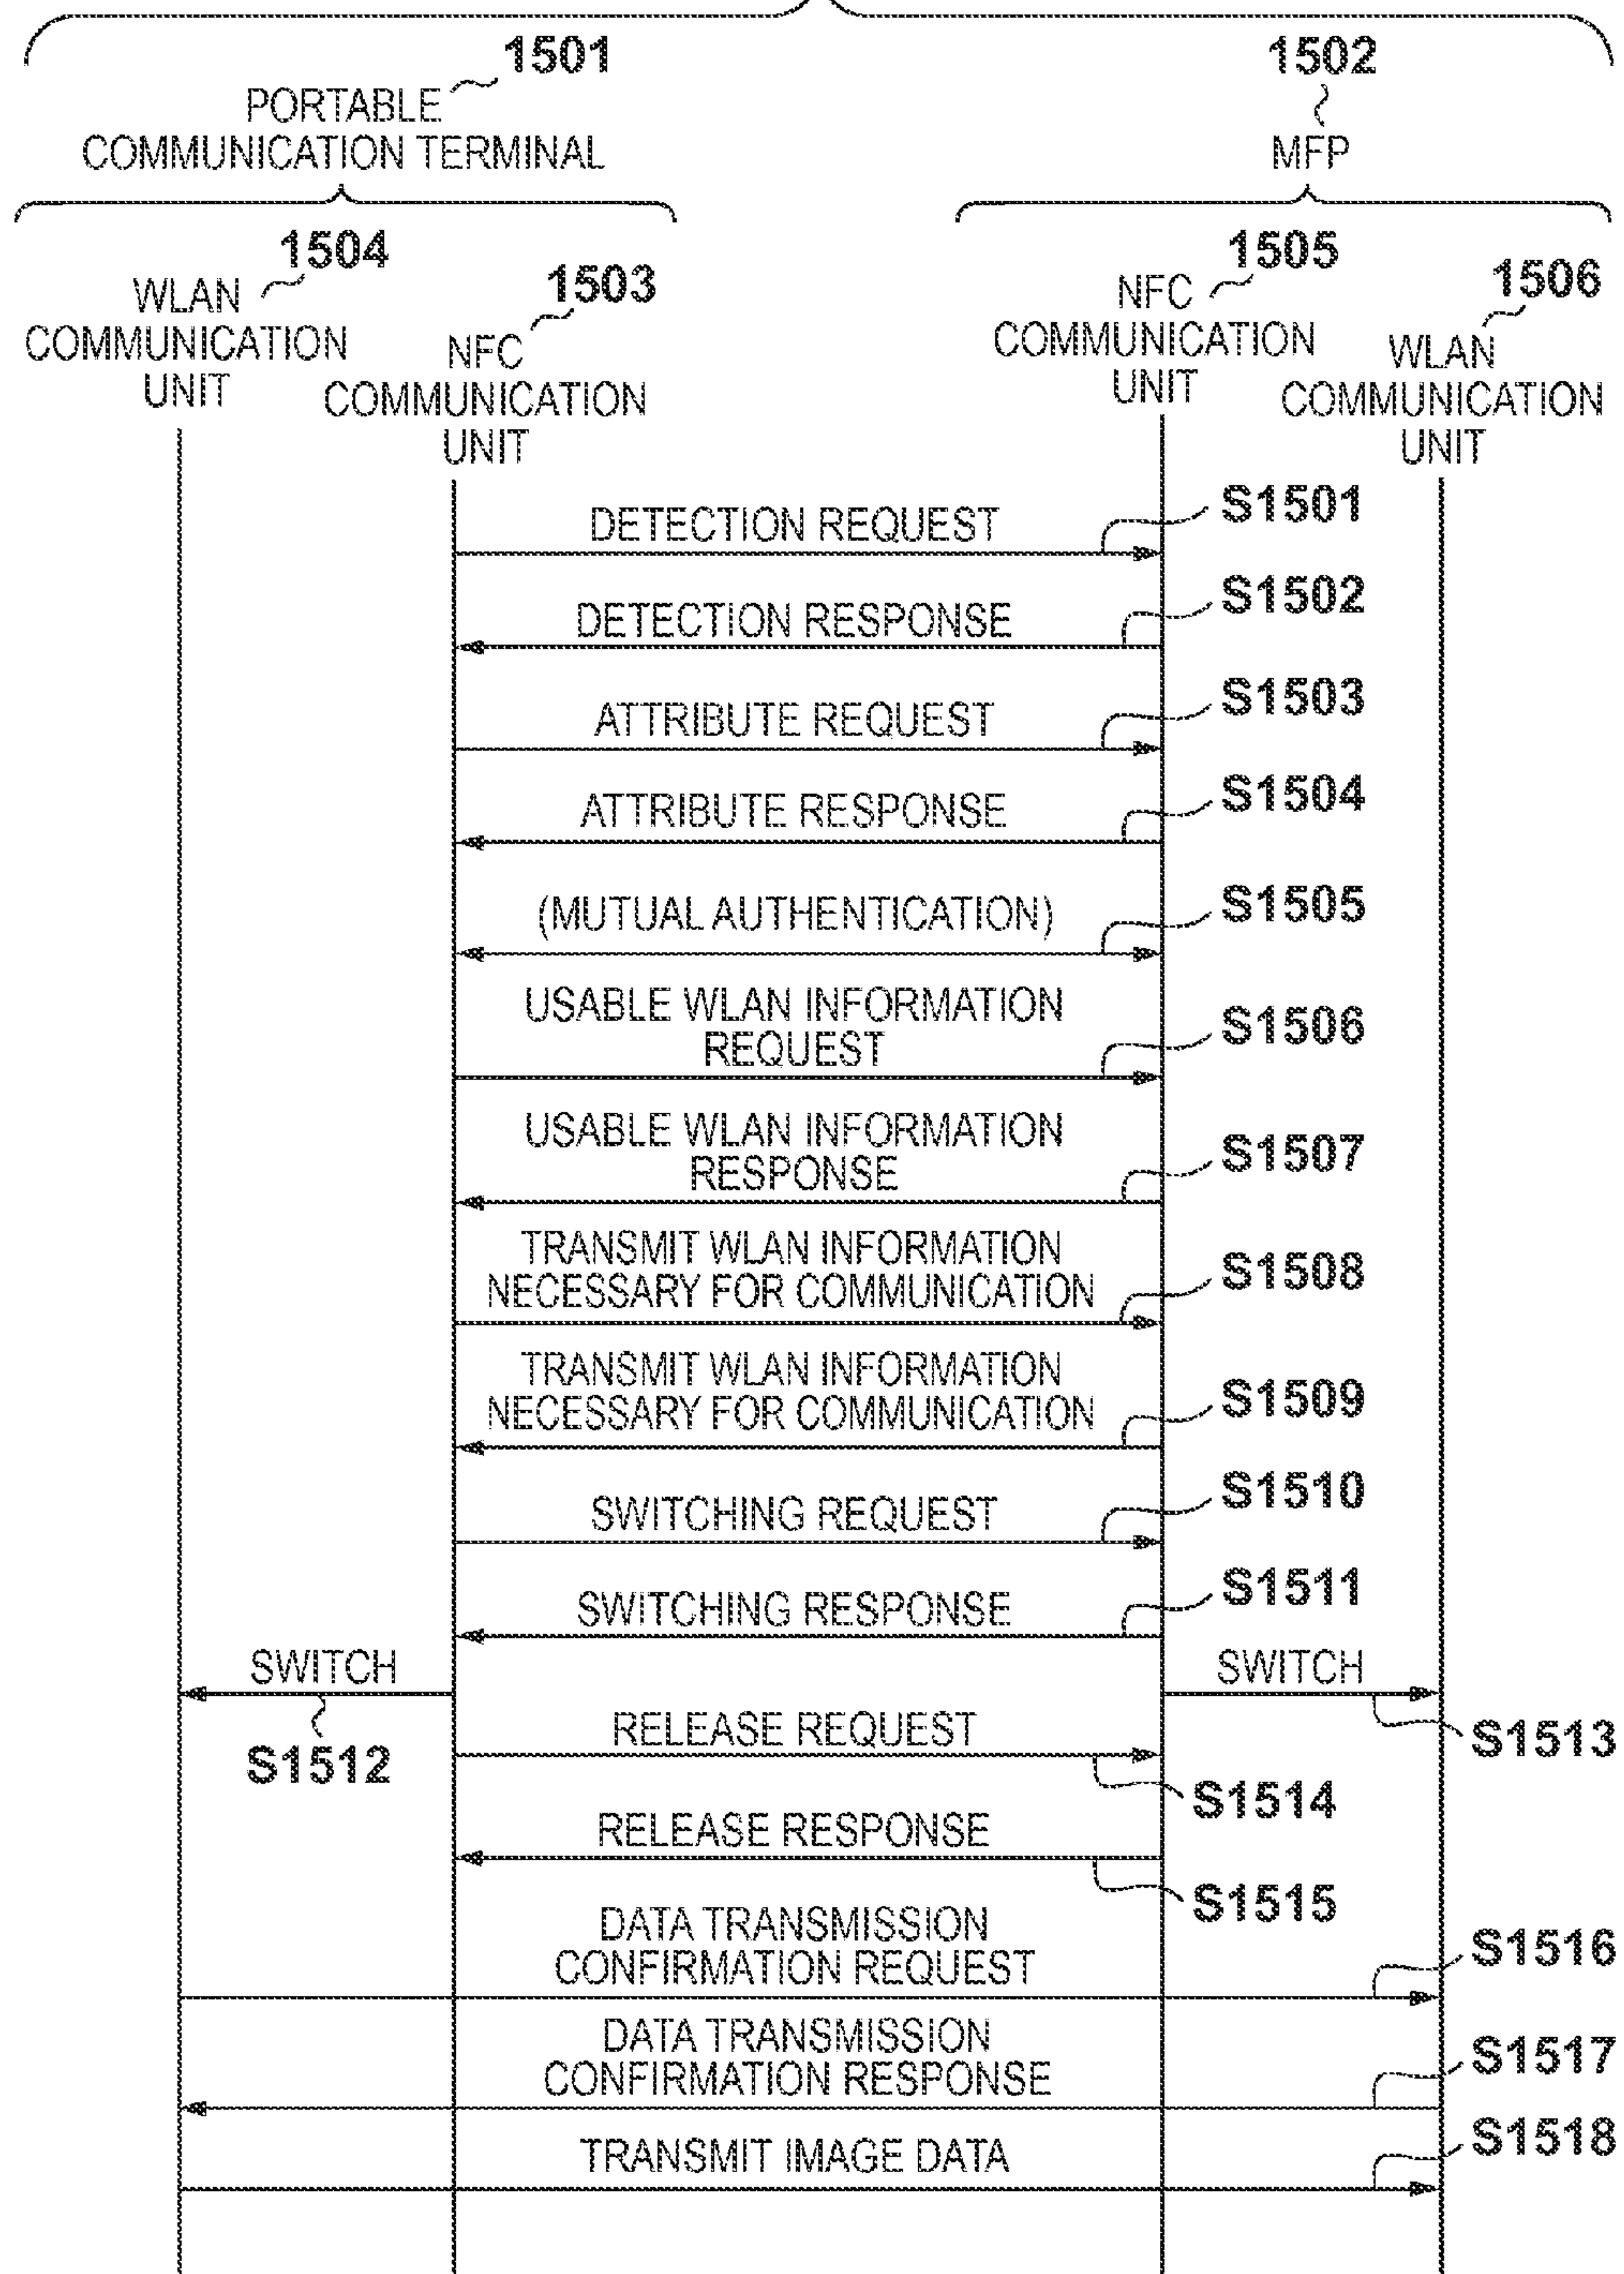 1501
PORTABLE
COMMUNICATION TERMINAL
1502
MFP
1504
WLAN
COMMUNICATION
UNIT
1503
NFC
COMMUNICATION
UNIT
1505
NFC
COMMUNICATION
UNIT
1506
WLAN
COMMUNICATION
UNIT
DETECTION REQUEST
S1501
DETECTION RESPONSE
S1502
ATTRIBUTE REQUEST
S1503
ATTRIBUTE RESPONSE
S1504
(MUTUAL AUTHENTICATION)
S1505
USABLE WLAN INFORMATION
REQUEST
S1506
USABLE WLAN INFORMATION
RESPONSE
S1507
TRANSMIT WLAN INFORMATION
NECESSARY FOR COMMUNICATION
S1508
TRANSMIT WLAN INFORMATION
NECESSARY FOR COMMUNICATION
S1509
SWITCHING REQUEST
S1510
SWITCHING RESPONSE
S1511
SWITCH
S1512
SWITCH
S1513
RELEASE REQUEST
S1514
RELEASE RESPONSE
S1515
DATA TRANSMISSION
CONFIRMATION REQUEST
S1516
DATA TRANSMISSION
CONFIRMATION RESPONSE
S1517
TRANSMIT IMAGE DATA
S1518